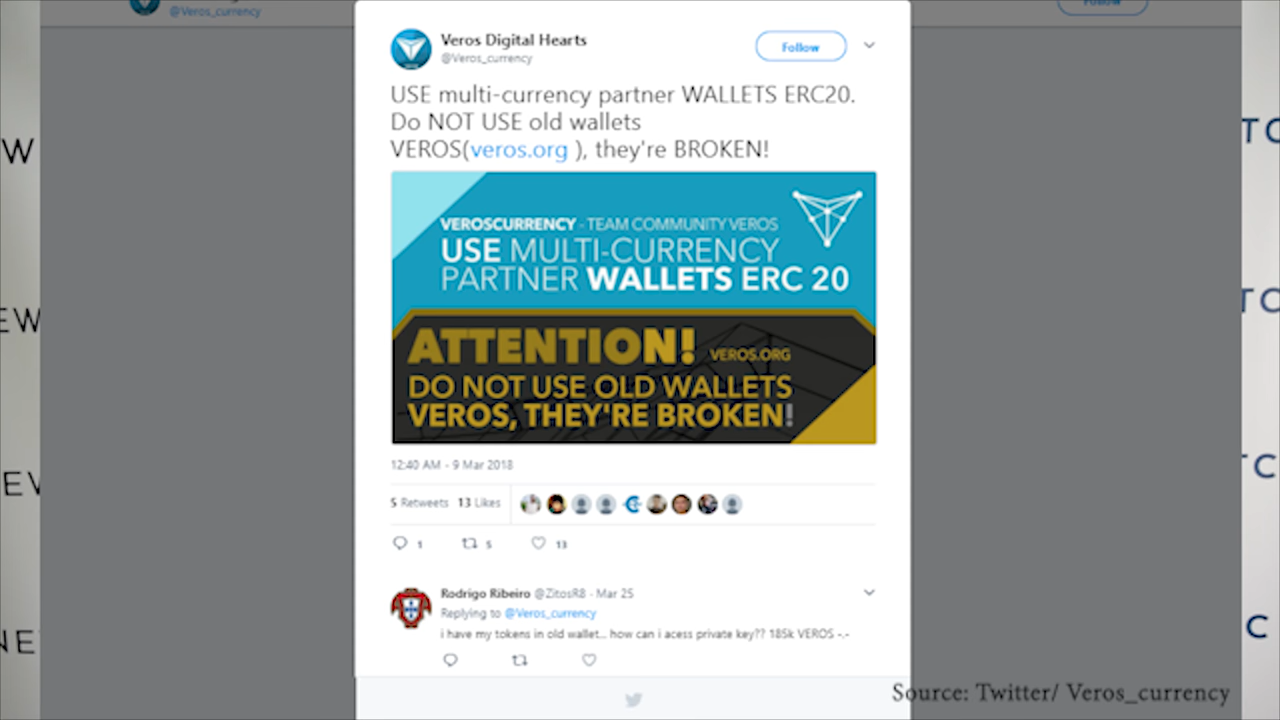 @Veros_currency
Follow
Veros Digital Hearts
@Veros_currency
Follow
USE multi-currency partner WALLETS ERC20.
Do NOT USE old wallets
VEROS(veros.org ), they're BROKEN!
VEROSCURRENCY - TEAM COMMUNITY VEROS
USE MULTI-CURRENCY
PARTNER WALLETS ERC 20
ATTENTION! VEROS.ORG
DO NOT USE OLD WALLETS
VEROS, THEY'RE BROKEN!
12:40 AM - 9 Mar 2018
5 Retweets 13 Likes
1 5 13
Rodrigo Ribeiro @ZitosR8 · Mar 25
Replying to @Veros_currency
i have my tokens in old wallet... how can i acess private key?? 185k VEROS -.-
Source: Twitter/ Veros_currency